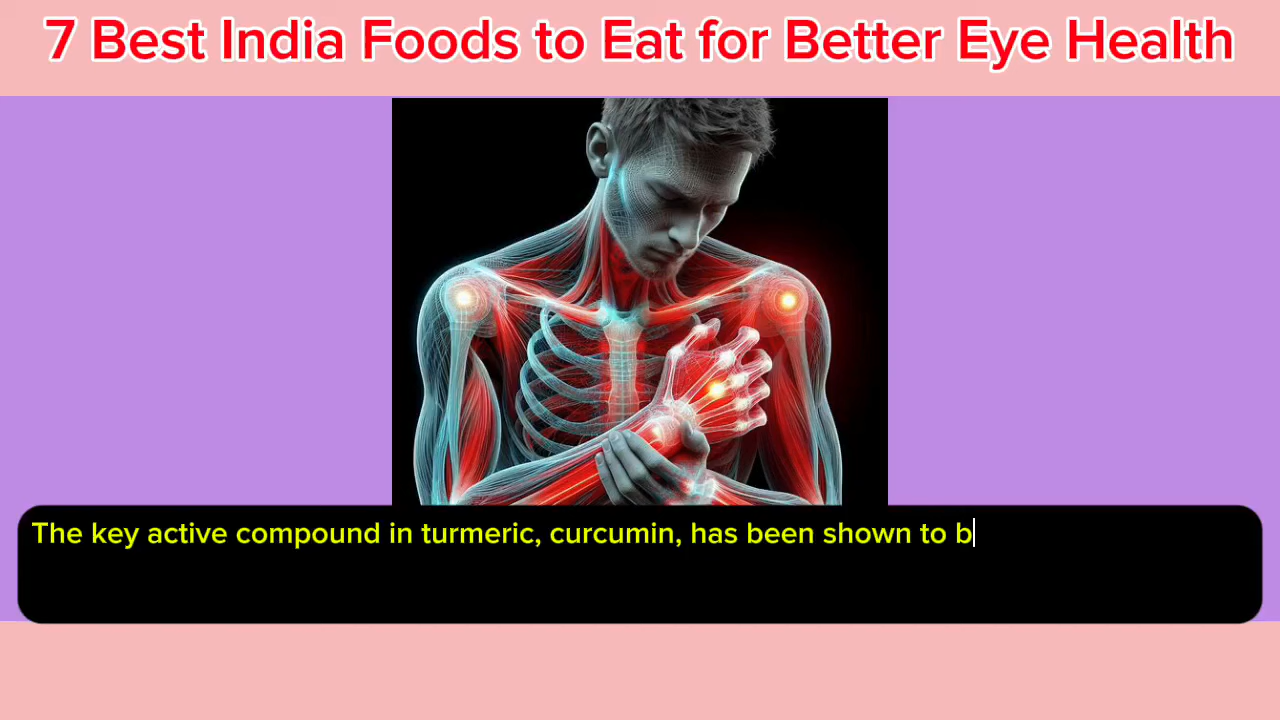 7 Best India Foods to Eat for Better Eye Health
The key active compound in turmeric, curcumin, has been shown to b